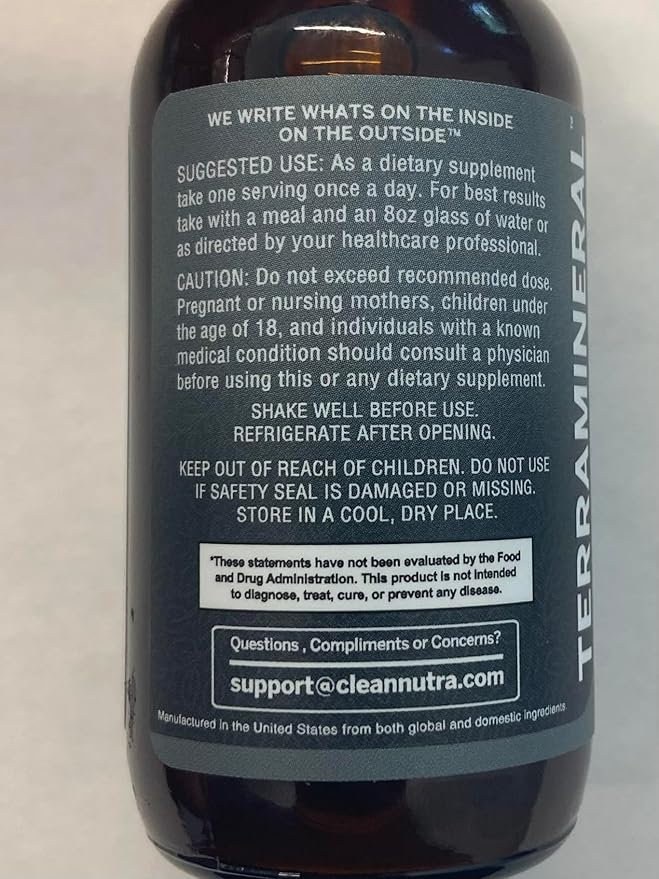 WE WRITE WHATS ON THE INSIDE
ON THE OUTSIDE™
SUGGESTED USE: As a dietary supplement
take one serving once a day. For best results
take with a meal and an 8oz glass of water or
as directed by your healthcare professional.
CAUTION: Do not exceed recommended dose.
Pregnant or nursing mothers, children under
the age of 18, and individuals with a known
medical condition should consult a physician
before using this or any dietary supplement.
SHAKE WELL BEFORE USE.
REFRIGERATE AFTER OPENING.
KEEP OUT OF REACH OF CHILDREN. DO NOT USE
IF SAFETY SEAL IS DAMAGED OR MISSING.
STORE IN A COOL, DRY PLACE.
*These statements have not been evaluated by the Food
and Drug Administration. This product is not intended
to diagnose, treat, cure, or prevent any disease.
Questions , Compliments or Concerns?
support@cleannutra.com
Manufactured in the United States from both global and domestic ingredients.
TERRAMINERAL™